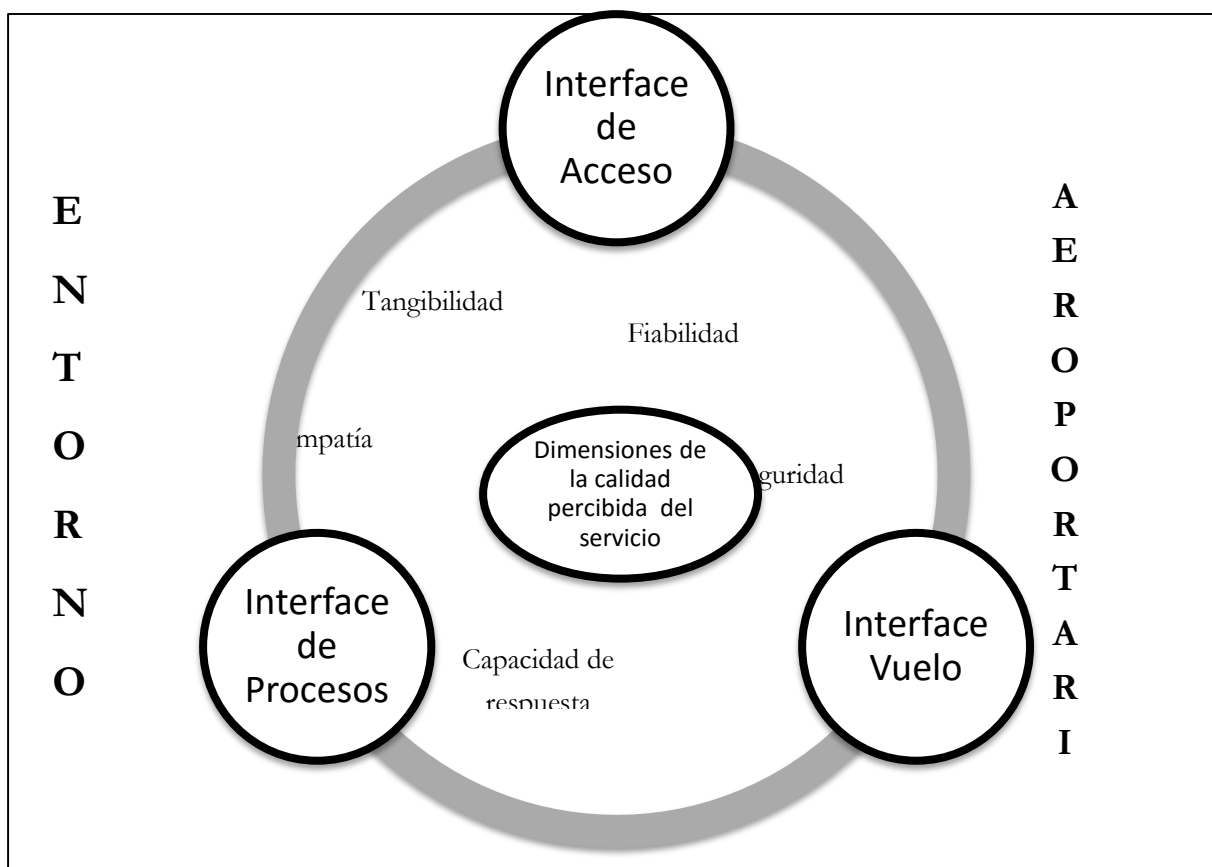 Interface
de
Acceso
E
N
T
O
R
N
O
Tangibilidad
Fiabilidad
mpatía
Dimensiones de
la calidad
percibida del
servicio
guridad
Interface
de
Procesos
Capacidad de
respuesta
Interface
Vuelo
A
E
R
O
P
O
R
T
A
R
I